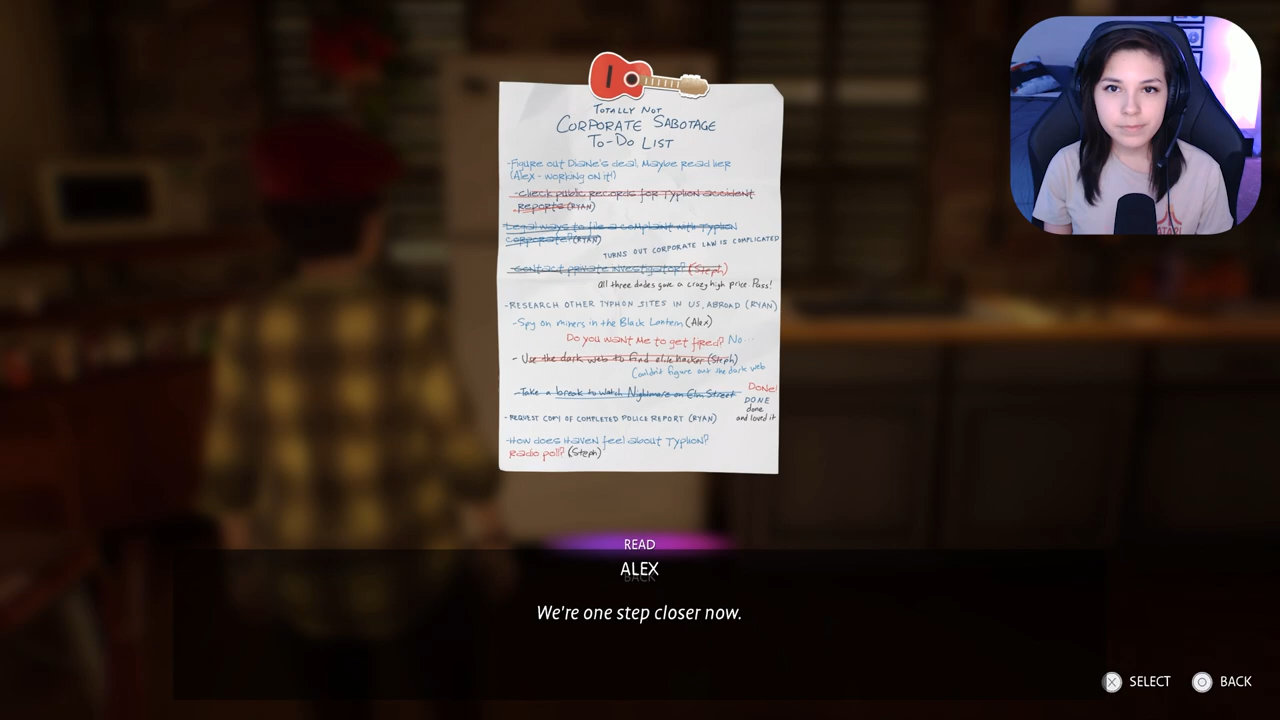 TOTALLY NOT
CORPORATE SABOTAGE
TO-DO LIST
-Figure out Diane's deal. Maybe read her
(Alex - working on it!)
-check public records for Typhon accident
reports (RYAN)
Legal ways to file a complaint with Typhon
corporate? (RYAN)
TURNS OUT CORPORATE LAW IS COMPLICATED
-contact private investigator? (Steph)
All three dudes gave a crazy high price. Pass!
-RESEARCH OTHER TYPHON SITES IN US, ABROAD (RYAN)
-Spy on miners in the Black Lantern (Alex)
Do you want me to get fired? No...
- Use the dark web to find elite hacker (Steph)
Couldn't figure out the dark web
-Take a break to watch Nightmare on Elm Street
DONE!
DONE
done
and loved it
-REQUEST COPY OF COMPLETED POLICE REPORT (RYAN)
-How does Haven feel about Typhon?
Radio poll? (Steph)
ATARI
READ
ALEX
BACK
We're one step closer now.
SELECT
BACK